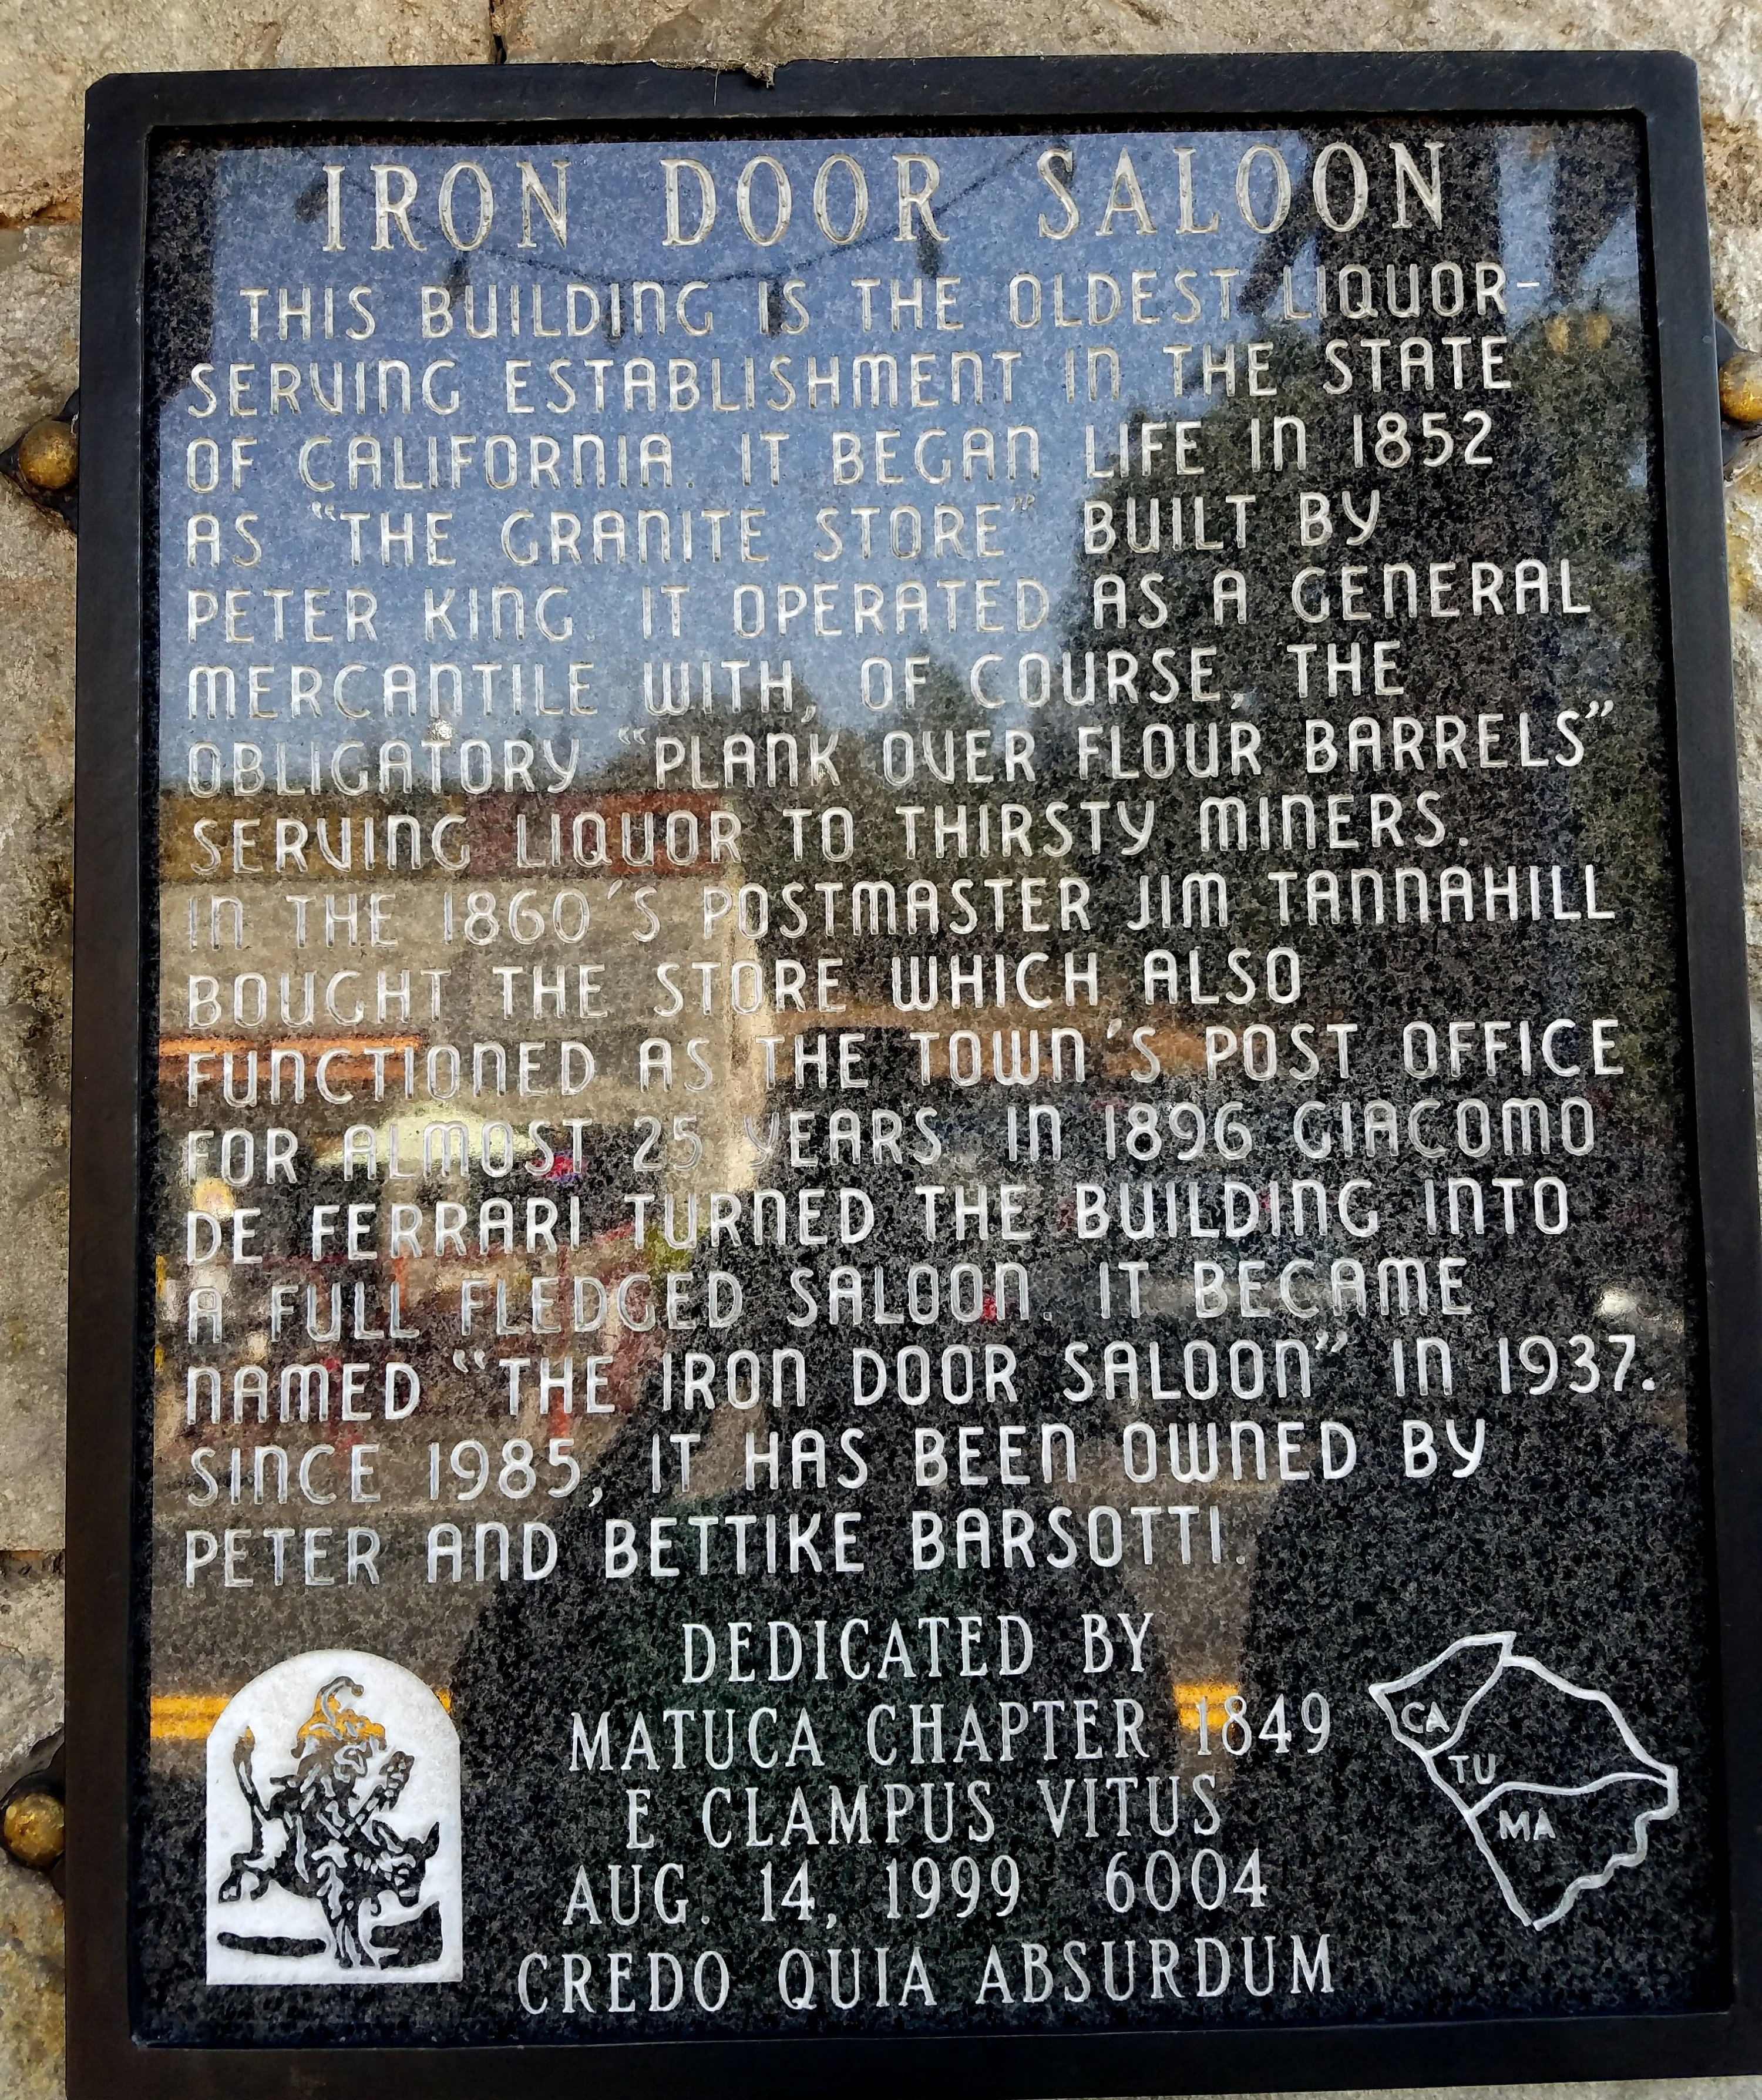 IRON DOOR SALOON
THIS BUILDING IS THE OLDEST LIQUOR-
SERVING ESTABLISHMENT IN THE STATE
OF CALIFORNIA. IT BEGAN LIFE IN 1852
AS “THE GRANITE STORE” BUILT BY
PETER KING. IT OPERATED AS A GENERAL
MERCANTILE WITH, OF COURSE, THE
OBLIGATORY “PLANK OVER FLOUR BARRELS”
SERVING LIQUOR TO THIRSTY MINERS.
IN THE 1860'S POSTMASTER JIM TANNAHILL
BOUGHT THE STORE WHICH ALSO
FUNCTIONED AS THE TOWN'S POST OFFICE
FOR ALMOST 25 YEARS. IN 1896 GIACOMO
DE FERRARI TURNED THE BUILDING INTO
A FULL FLEDGED SALOON. IT BECAME
NAMED “THE IRON DOOR SALOON” IN 1937.
SINCE 1985, IT HAS BEEN OWNED BY
PETER AND BETTIKE BARSOTTI.
DEDICATED BY
MATUCA CHAPTER 1849
E CLAMPUS VITUS
AUG. 14, 1999 6004
CREDO QUIA ABSURDUM
CA
TU
MA